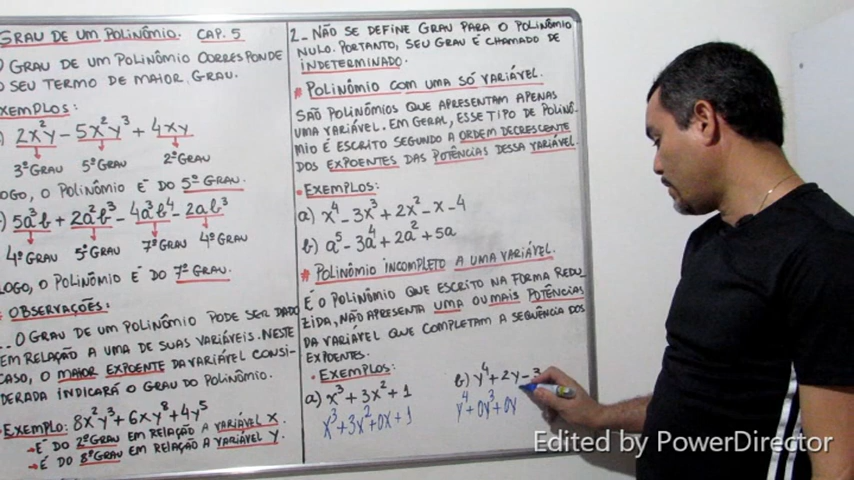 GRAU DE UM POLINÔMIO. CAP. 5
O GRAU DE UM POLINÔMIO CORRESPONDE
O SEU TERMO DE MAIOR GRAU.
EXEMPLOS:
) 2x²y - 5x²y³ + 4xy
3º GRAU 5º GRAU 2º GRAU
LOGO, O POLINÔMIO É DO 5º GRAU.
) 5a³b + 2a²b³ - 4a³b⁴ - 2ab³
4º GRAU 5º GRAU 7º GRAU 4º GRAU
LOGO, O POLINÔMIO É DO 7º GRAU.
OBSERVAÇÕES:
- O GRAU DE UM POLINÔMIO PODE SER DADO
EM RELAÇÃO A UMA DE SUAS VARIÁVEIS. NESTE
CASO, O MAIOR EXPOENTE DA VARIÁVEL CONSI-
DERADA INDICARÁ O GRAU DO POLINÔMIO.
EXEMPLO: 8x²y³ + 6xy⁸ + 4y⁵
→ É DO 2º GRAU EM RELAÇÃO A VARIÁVEL X.
→ É DO 8º GRAU EM RELAÇÃO A VARIÁVEL Y.
2 - NÃO SE DEFINE GRAU PARA O POLINÔMIO
NULO. PORTANTO, SEU GRAU É CHAMADO DE
INDETERMINADO.
* POLINÔMIO COM UMA SÓ VARIÁVEL.
SÃO POLINÔMIOS QUE APRESENTAM APENAS
UMA VARIÁVEL. EM GERAL, ESSE TIPO DE POLINÔ-
MIO É ESCRITO SEGUNDO A ORDEM DECRESCENTE
DOS EXPOENTES DAS POTÊNCIAS DESSA VARIÁVEL.
• EXEMPLOS:
a) x⁴ - 3x³ + 2x² - x - 4
b) a⁵ - 3a⁴ + 2a² + 5a
* POLINÔMIO INCOMPLETO A UMA VARIÁVEL.
É O POLINÔMIO QUE ESCRITO NA FORMA REDU-
ZIDA, NÃO APRESENTA UMA OU MAIS POTÊNCIAS
DA VARIÁVEL QUE COMPLETAM A SEQUÊNCIA DOS
EXPOENTES.
• EXEMPLOS:
a) x³ + 3x² + 1
x³ + 3x² + 0x + 1
b) y⁴ + 2y - 3
y⁴ + 0y³ + 0y
Edited by PowerDirector